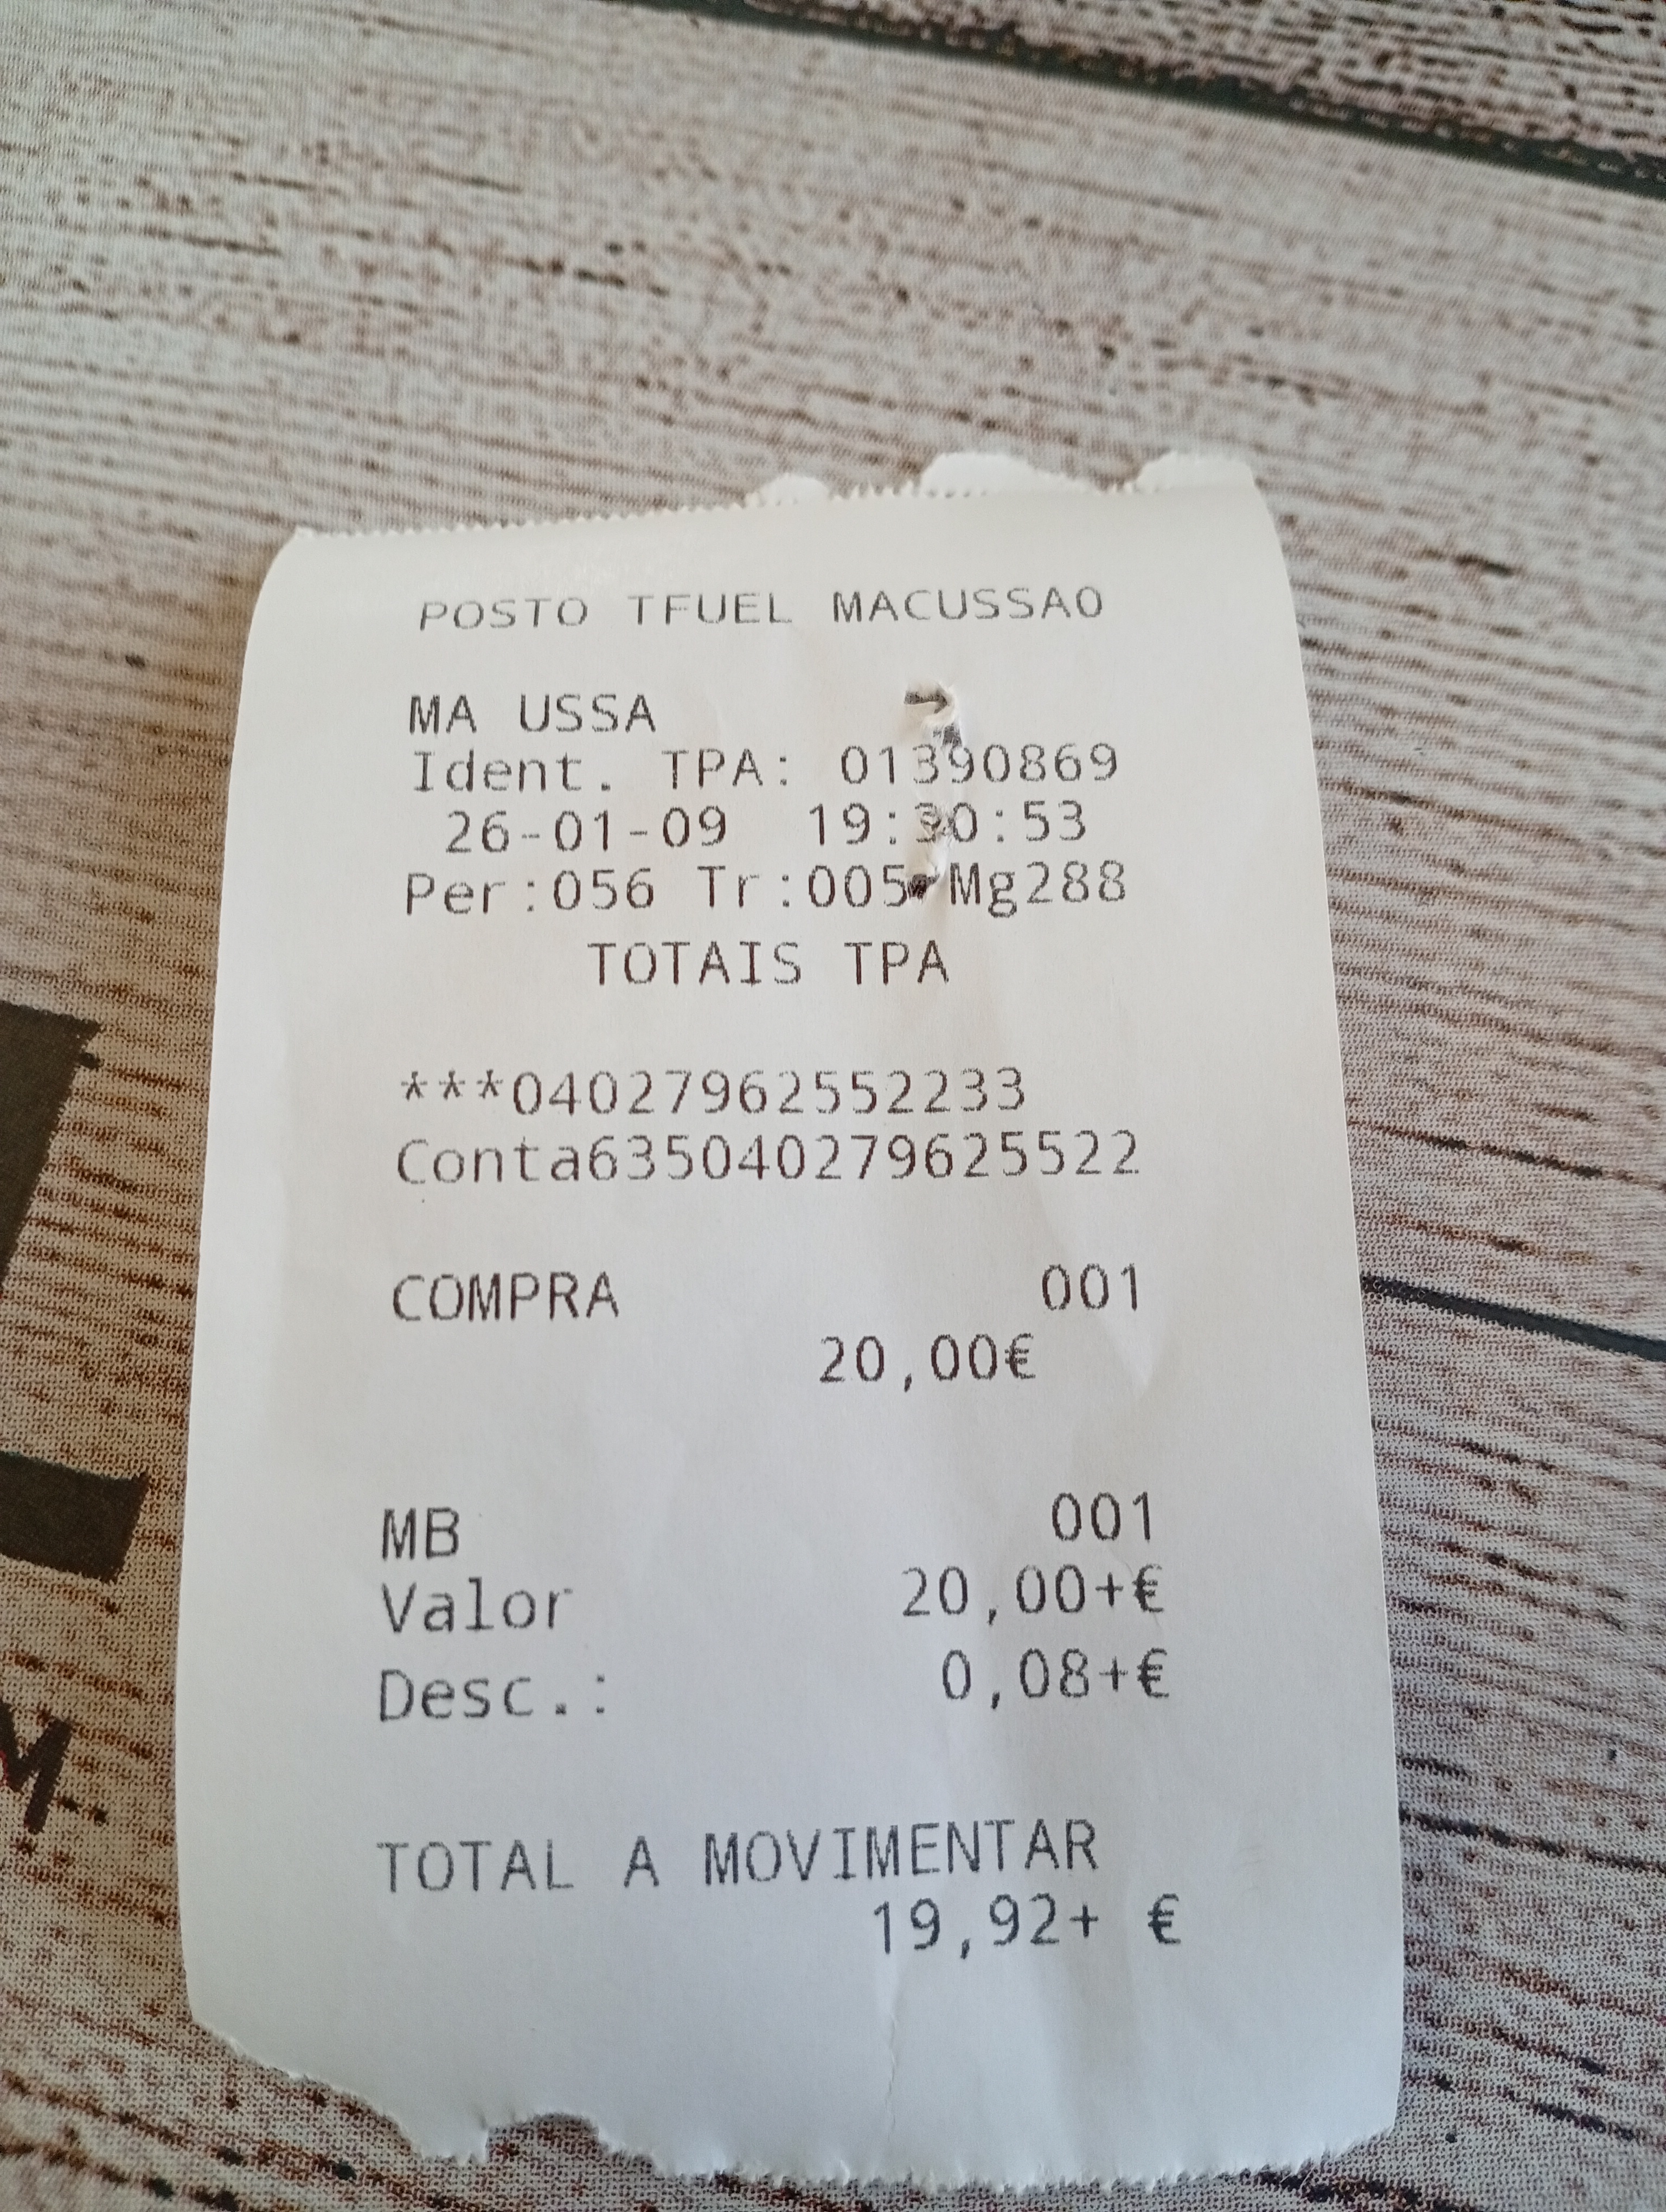 POSTO TFUEL MACUSSAO
MA USSA
Ident. TPA: 01390869
26-01-09 19:30:53
Per:056 Tr:005 Mg288
TOTAIS TPA
***04027962552233
Conta635040279625522
COMPRA 001
20,00€
MB 001
Valor 20,00+€
Desc.: 0,08+€
TOTAL A MOVIMENTAR
19,92+ €
M